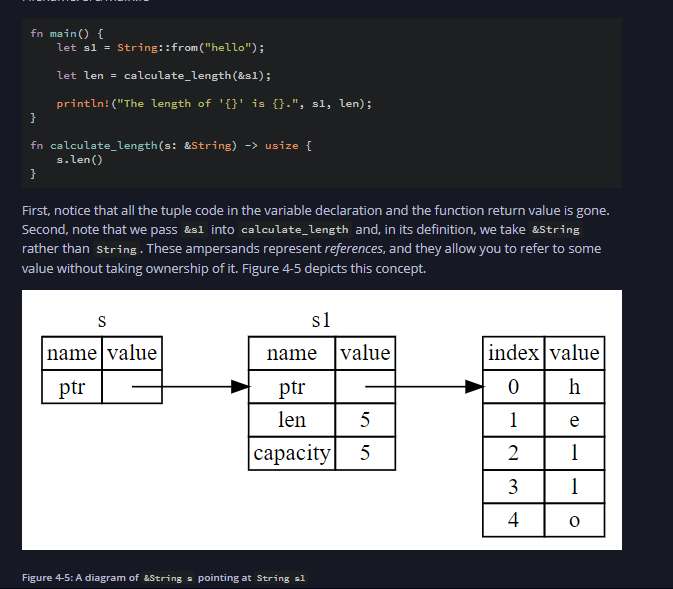 fn main() {
let s1 = String::from("hello");
let len = calculate_length(&s1);
println!("The length of '{}' is {}.", s1, len);
}
fn calculate_length(s: &String) -> usize {
s.len()
}
First, notice that all the tuple code in the variable declaration and the function return value is gone.
Second, note that we pass &s1 into calculate_length and, in its definition, we take &String
rather than String. These ampersands represent references, and they allow you to refer to some
value without taking ownership of it. Figure 4-5 depicts this concept.
s
name value
ptr
s1
name value
ptr
len 5
capacity 5
index value
0 h
1 e
2 l
3 l
4 o
Figure 4-5: A diagram of &String s pointing at String s1